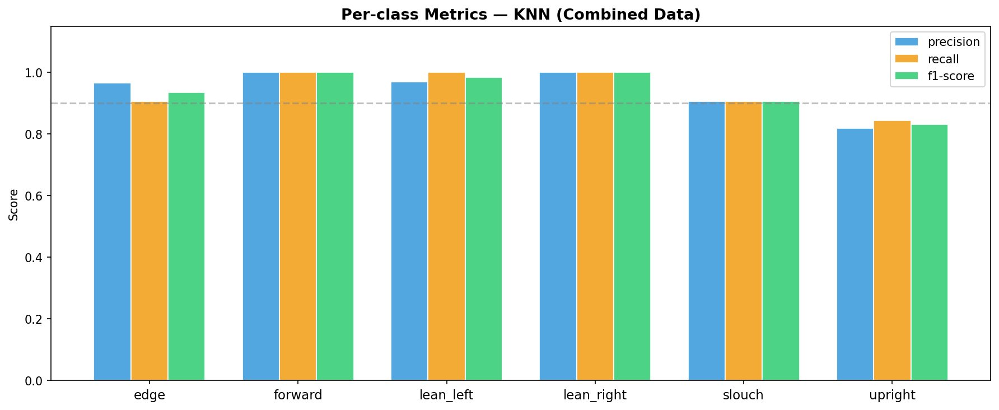 Per-class Metrics — KNN (Combined Data)
precision
recall
f1-score
Score
1.0
0.8
0.6
0.4
0.2
0.0
edge forward lean_left lean_right slouch upright